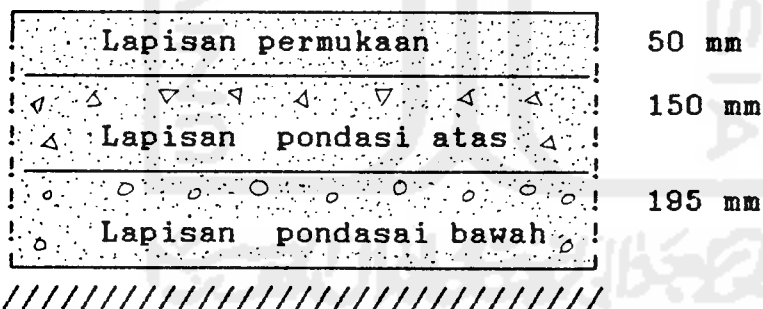 Lapisan permukaan 50 mm
150 mm
Lapisan pondasi atas
195 mm
Lapisan pondasai bawah